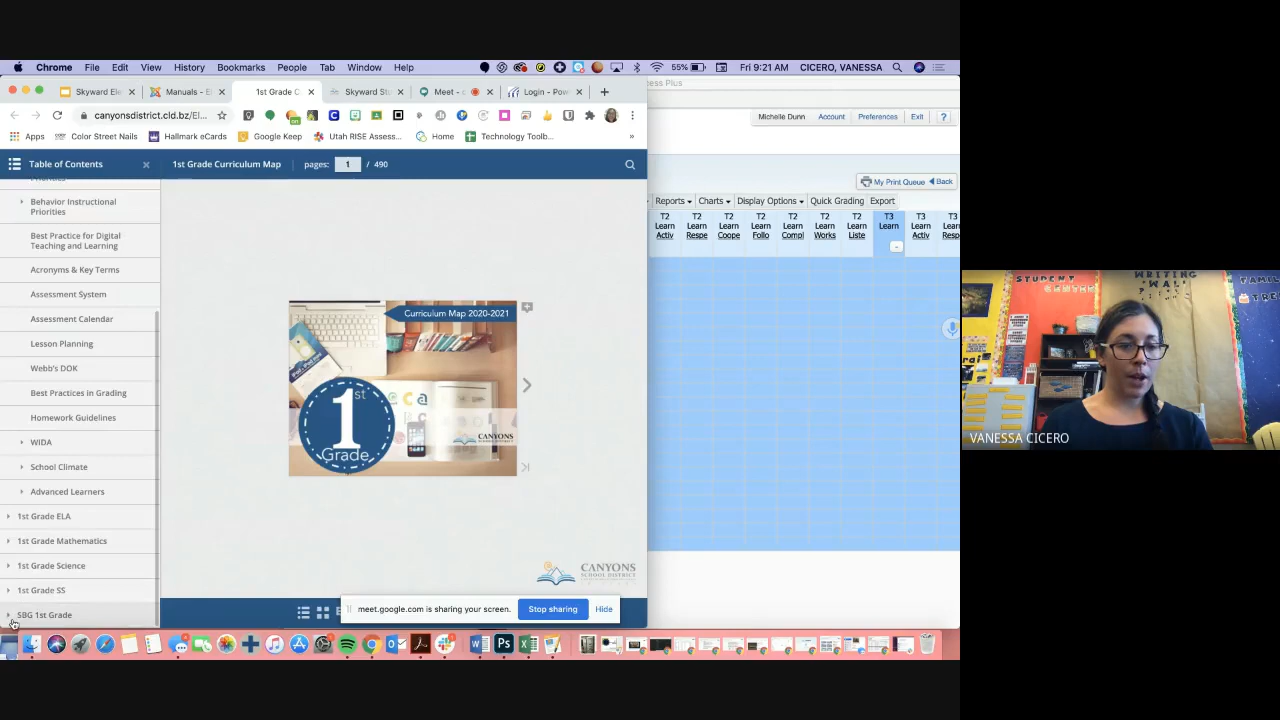 Chrome File Edit View History Bookmarks People Tab Window Help
55% Fri 9:21 AM CICERO, VANESSA
Skyward Ele
Manuals - El
1st Grade C
Skyward Stu
Meet - c
Login - Pow
cess Plus
canyonsdistrict.cld.bz/El...
Apps Color Street Nails Hallmark eCards Google Keep Utah RISE Assess... Home Technology Toolb... »
Michelle Dunn Account Preferences Exit ?
Table of Contents
1st Grade Curriculum Map pages: 1 / 490
My Print Queue Back
Priorities
Behavior Instructional
Priorities
Best Practice for Digital
Teaching and Learning
Acronyms & Key Terms
Assessment System
Assessment Calendar
Lesson Planning
Webb's DOK
Best Practices in Grading
Homework Guidelines
WIDA
School Climate
Advanced Learners
1st Grade ELA
1st Grade Mathematics
1st Grade Science
1st Grade SS
SBG 1st Grade
Curriculum Map 2020-2021
1st
Grade
CANYONS
CANYONS
SCHOOL DISTRICT
meet.google.com is sharing your screen. Stop sharing Hide
Reports Charts Display Options Quick Grading Export
T2 T2 T2 T2 T2 T2 T2 T3 T3 T3
Learn Learn Learn Learn Learn Learn Learn Learn Learn Learn
Activ Respe Coope Follo Compl Works Liste Activ Resp
STUDENT
CENTER
WRITING
WALL
FAMIL
TRE
VANESSA CICERO